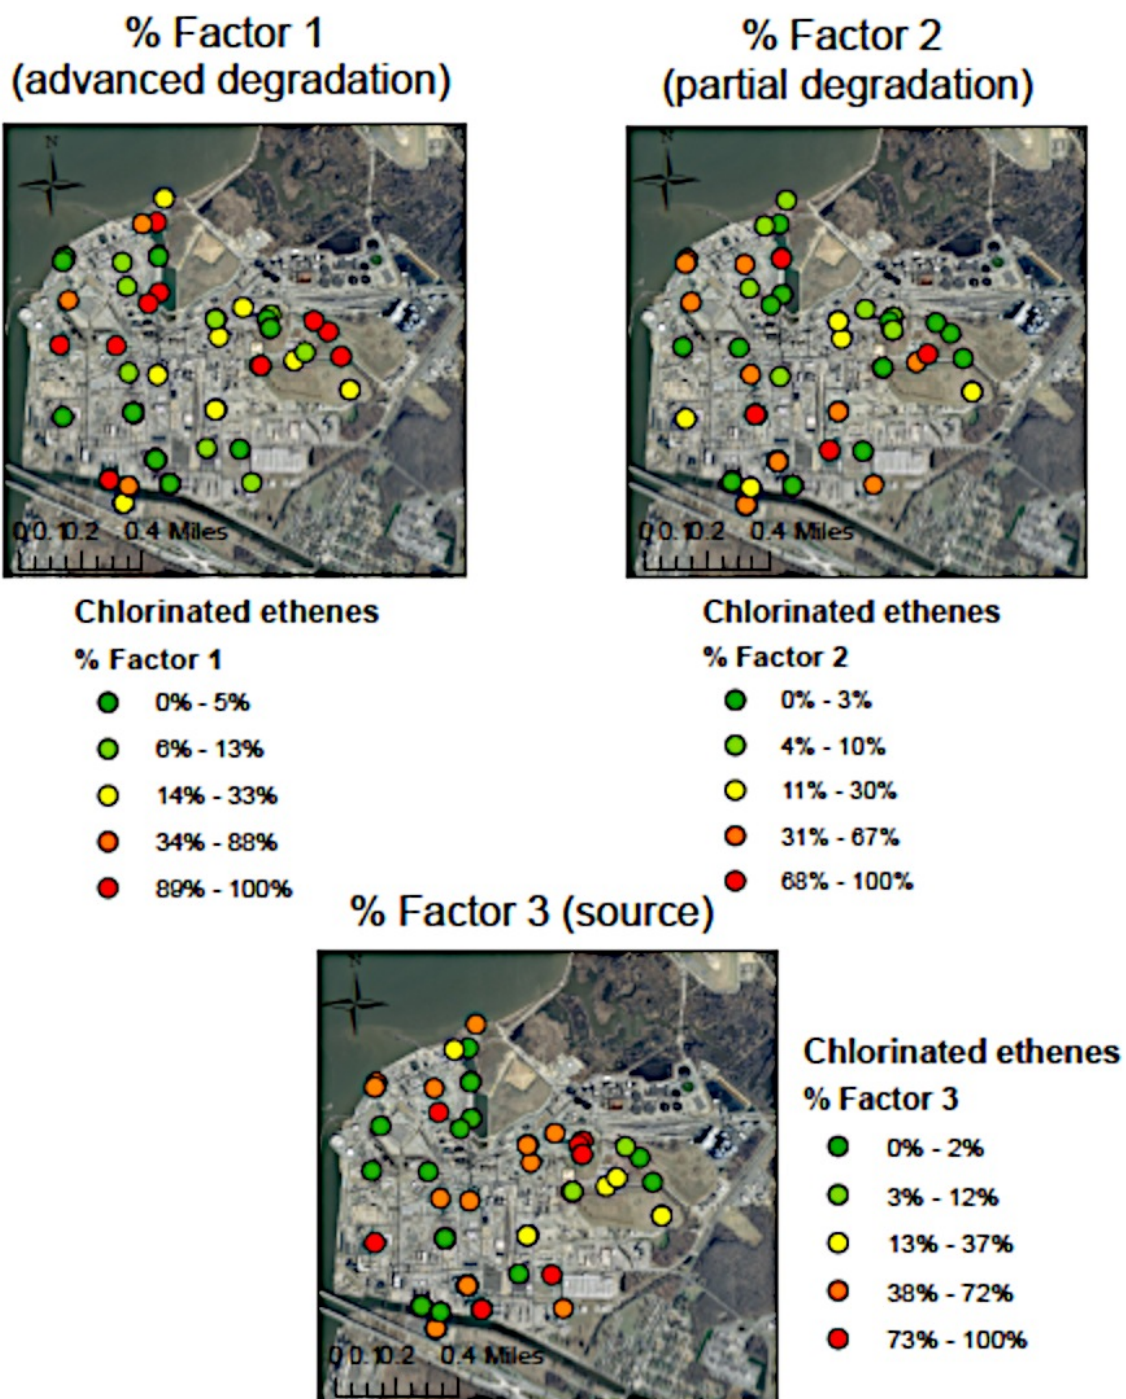 % Factor 1
(advanced degradation)
% Factor 2
(partial degradation)
N
N
0 0.1 0.2 0.4 Miles
0 0.1 0.2 0.4 Miles
Chlorinated ethenes
% Factor 1
0% - 5%
6% - 13%
14% - 33%
34% - 88%
89% - 100%
Chlorinated ethenes
% Factor 2
0% - 3%
4% - 10%
11% - 30%
31% - 67%
68% - 100%
% Factor 3 (source)
N
0 0.1 0.2 0.4 Miles
Chlorinated ethenes
% Factor 3
0% - 2%
3% - 12%
13% - 37%
38% - 72%
73% - 100%